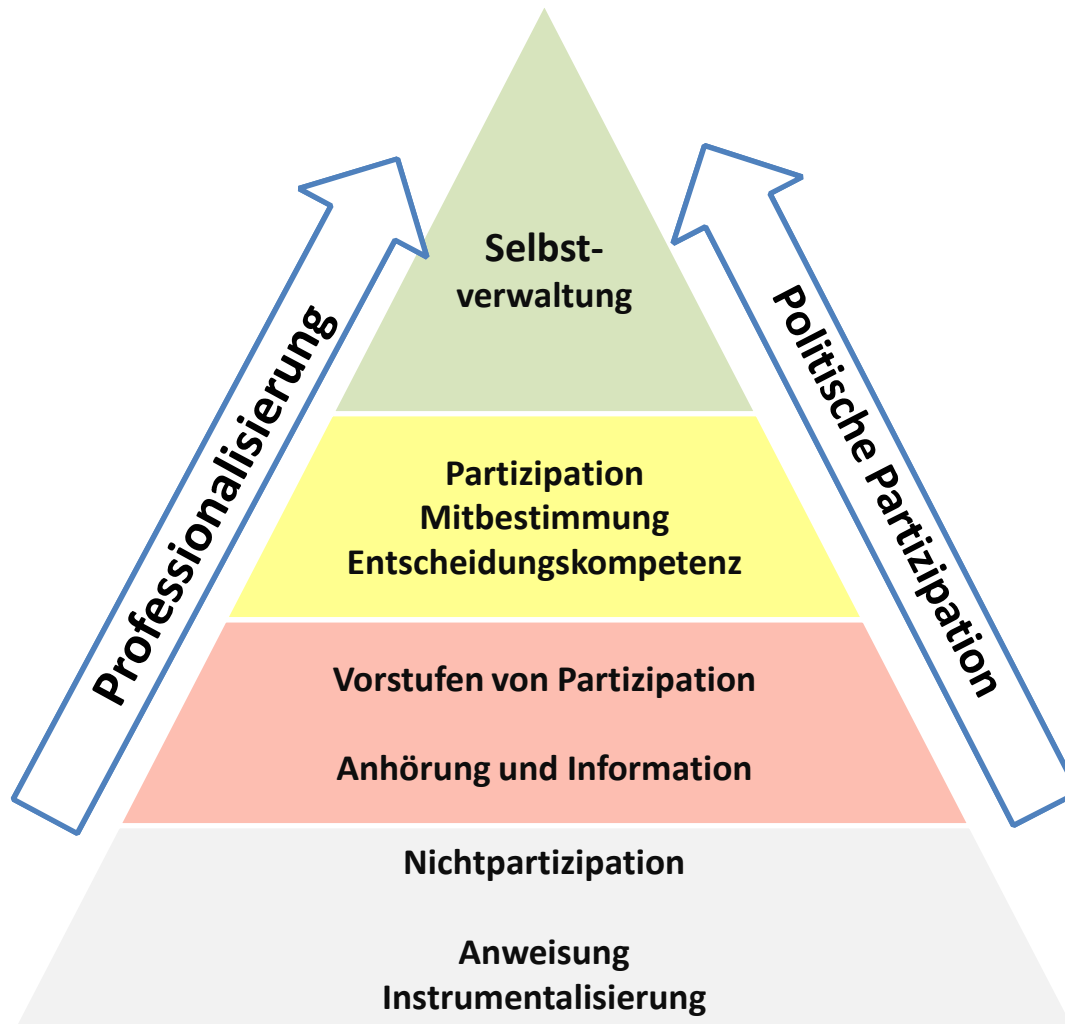 Selbst-
verwaltung
Professionalisierung
Politische Partizipation
Partizipation
Mitbestimmung
Entscheidungskompetenz
Vorstufen von Partizipation
Anhörung und Information
Nichtpartizipation
Anweisung
Instrumentalisierung